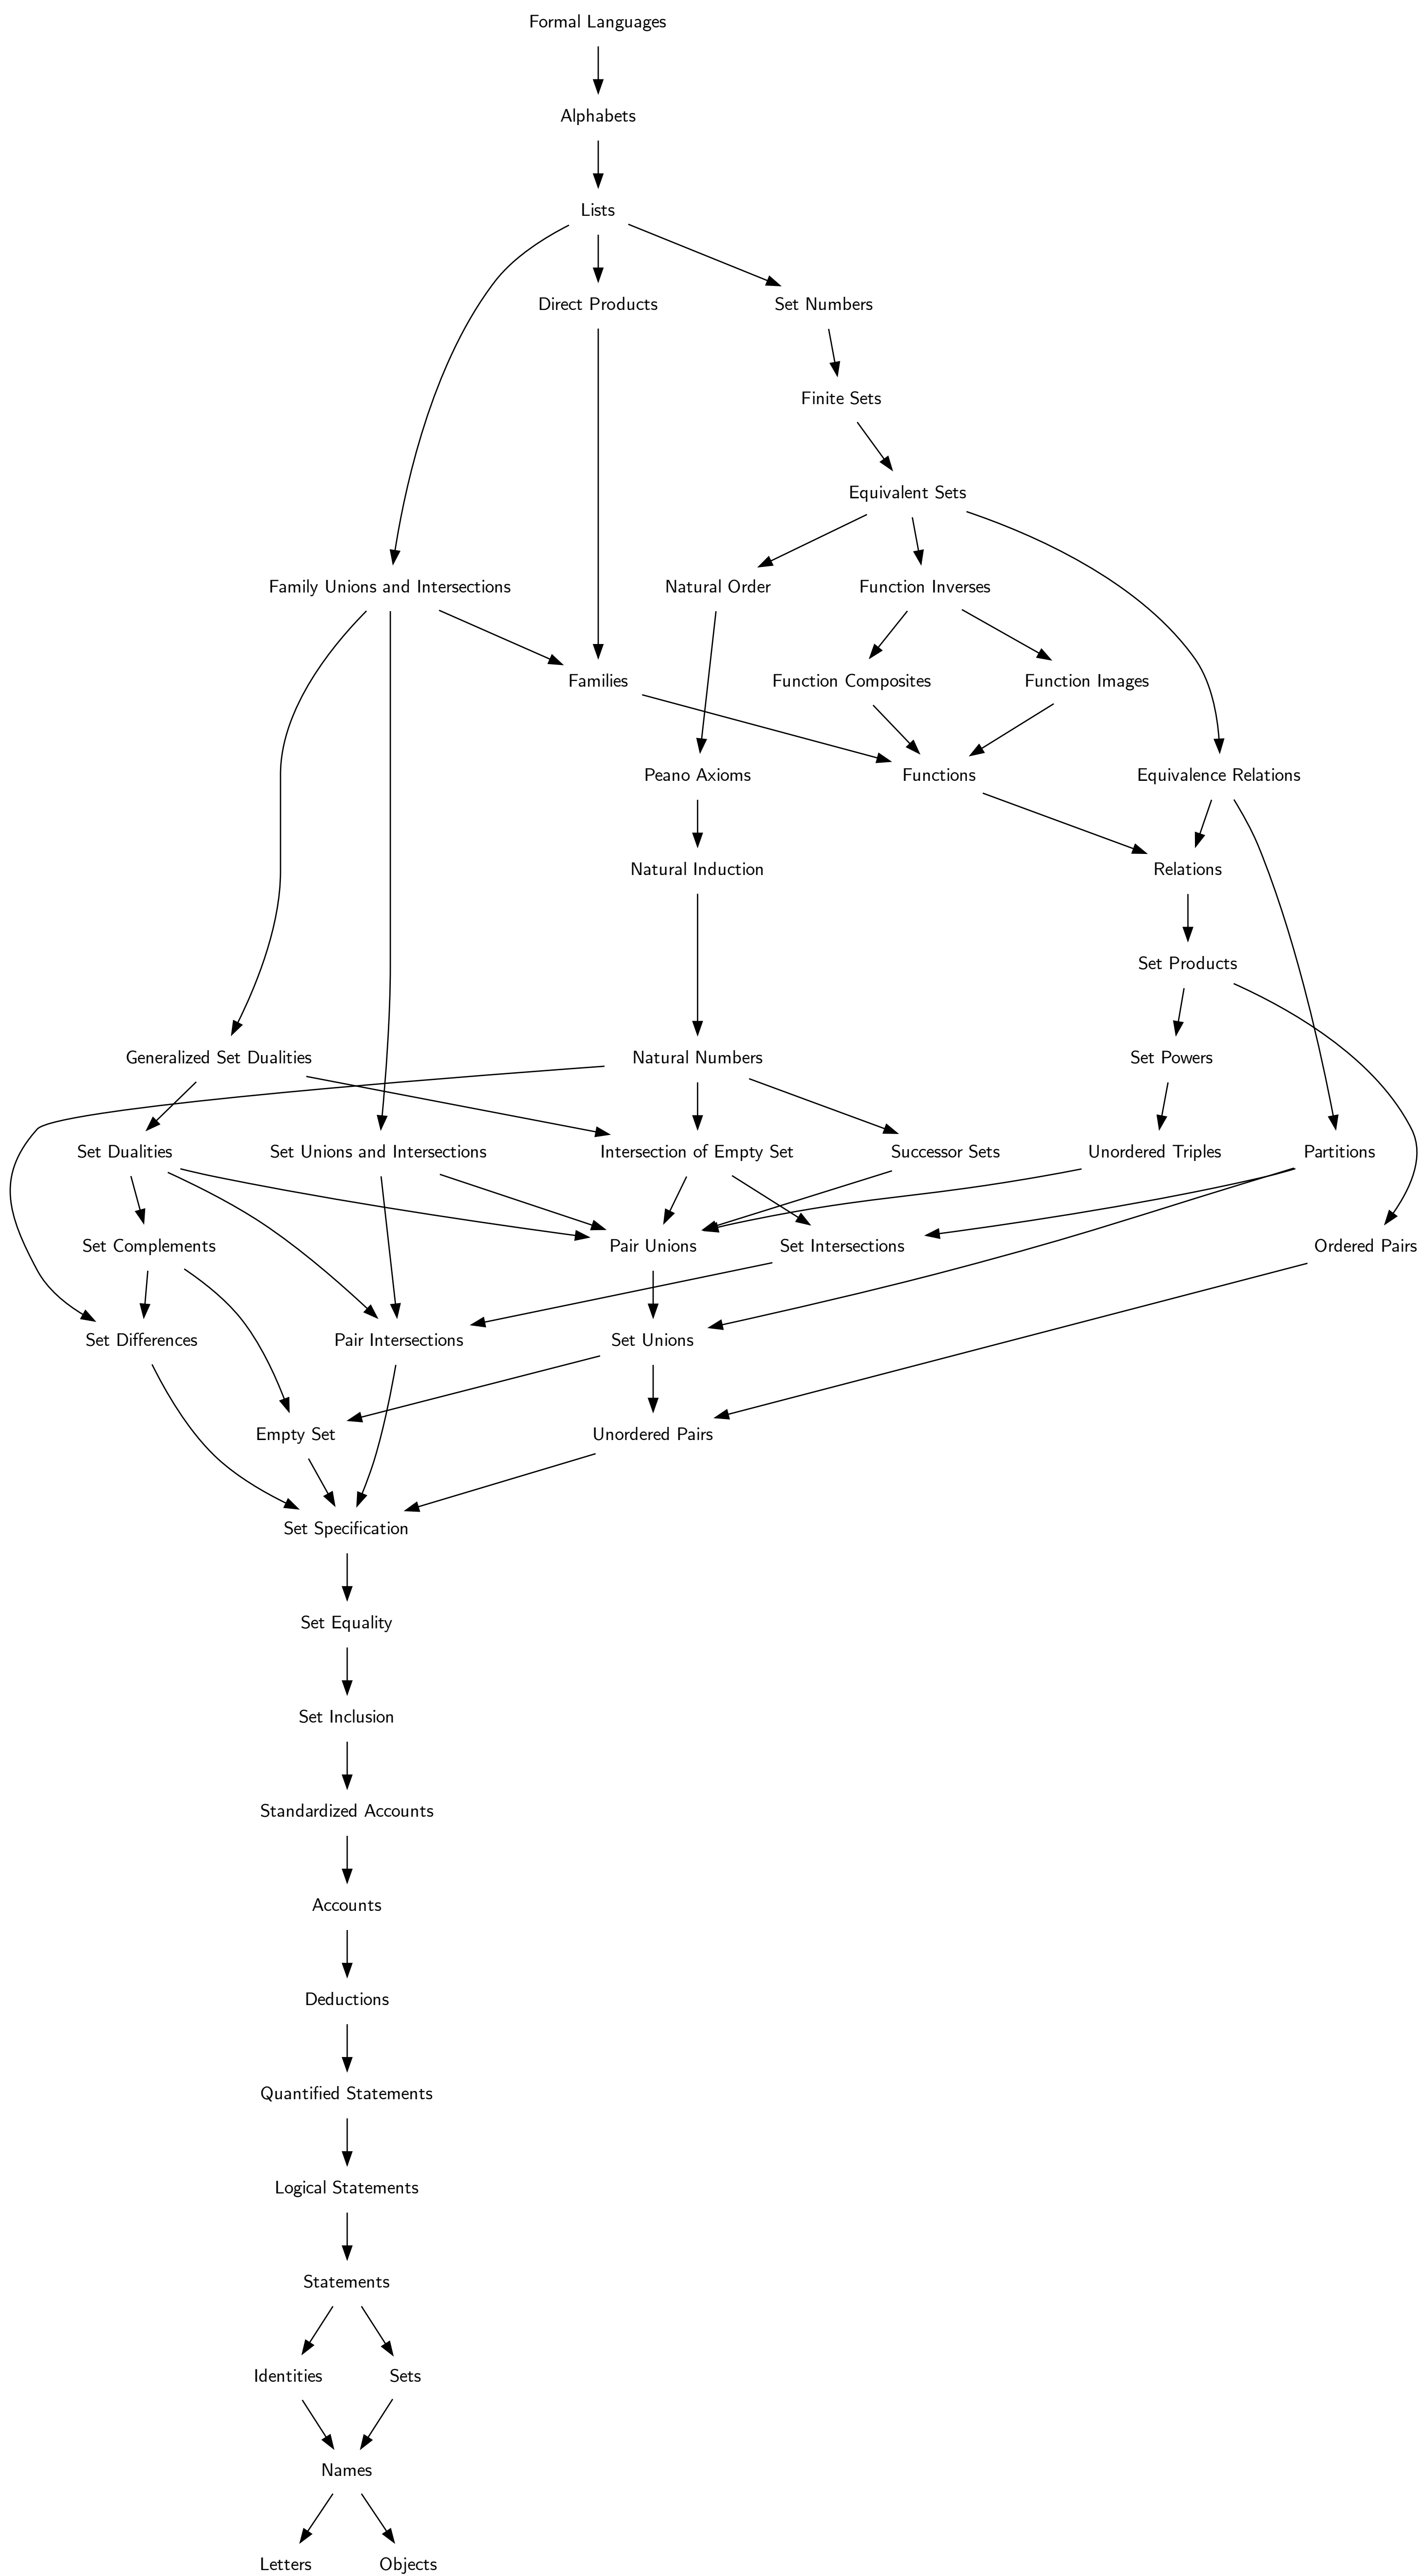 Formal Languages
Alphabets
Lists
Direct Products
Set Numbers
Finite Sets
Equivalent Sets
Family Unions and Intersections
Natural Order
Function Inverses
Families
Function Composites
Function Images
Peano Axioms
Functions
Equivalence Relations
Natural Induction
Relations
Set Products
Generalized Set Dualities
Natural Numbers
Set Powers
Set Dualities
Set Unions and Intersections
Intersection of Empty Set
Successor Sets
Unordered Triples
Partitions
Set Complements
Pair Unions
Set Intersections
Ordered Pairs
Set Differences
Pair Intersections
Set Unions
Empty Set
Unordered Pairs
Set Specification
Set Equality
Set Inclusion
Standardized Accounts
Accounts
Deductions
Quantified Statements
Logical Statements
Statements
Identities
Sets
Names
Letters
Objects